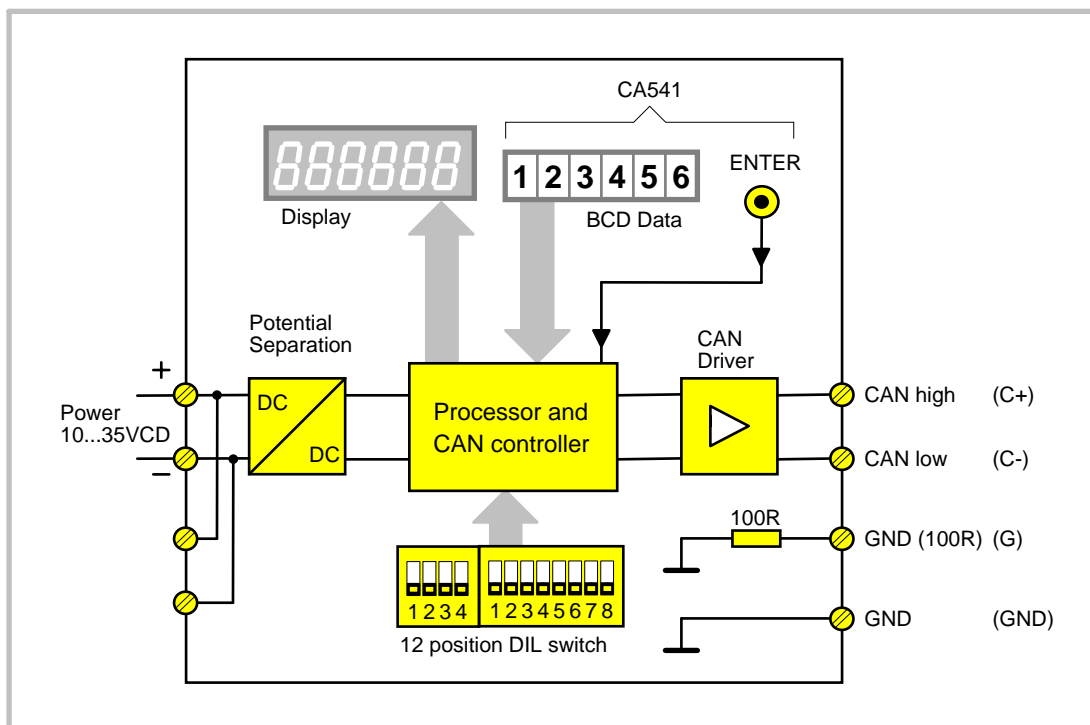 CA541
888888
1 2 3 4 5 6
ENTER
Display
BCD Data
Potential
Separation
CAN
Driver
+
Power
10...35VCD
−
DC
DC
Processor and
CAN controller
CAN high (C+)
CAN low (C-)
100R
GND (100R) (G)
GND (GND)
1 2 3 4 1 2 3 4 5 6 7 8
12 position DIL switch